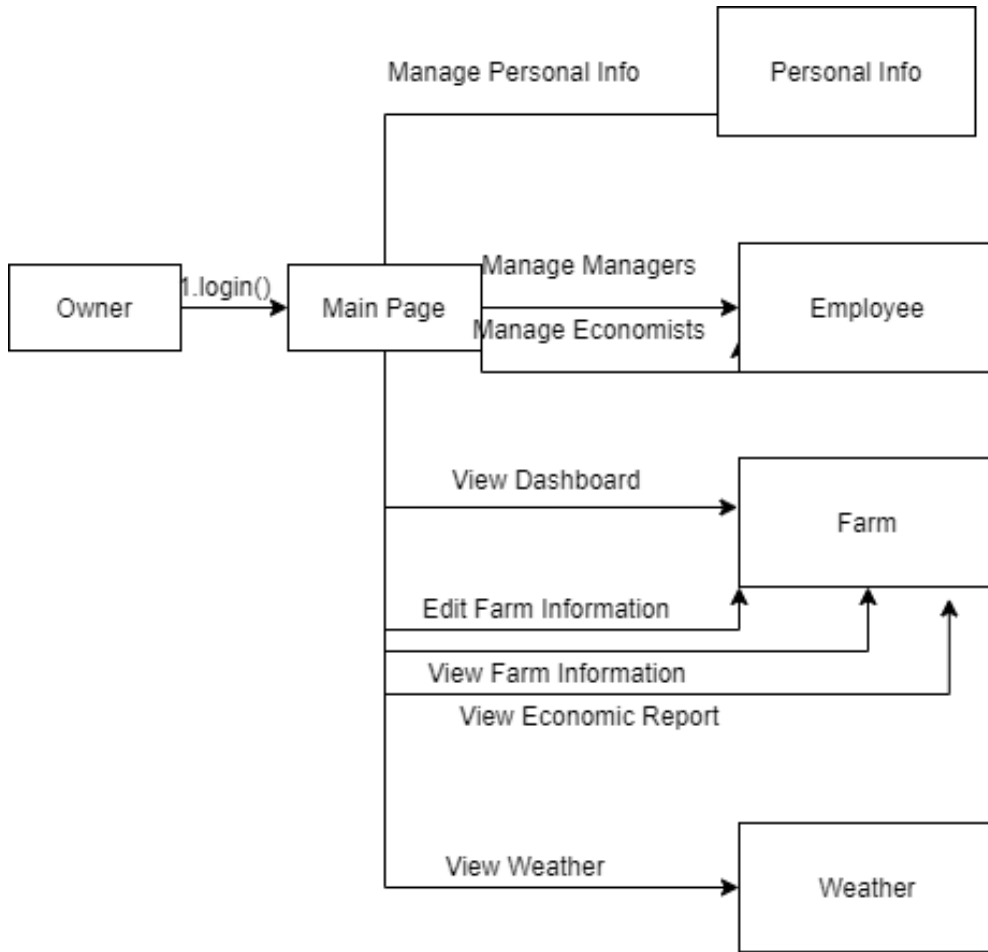 Manage Personal Info
Personal Info
Owner
1.login()
Main Page
Manage Managers
Manage Economists
Employee
View Dashboard
Farm
Edit Farm Information
View Farm Information
View Economic Report
View Weather
Weather